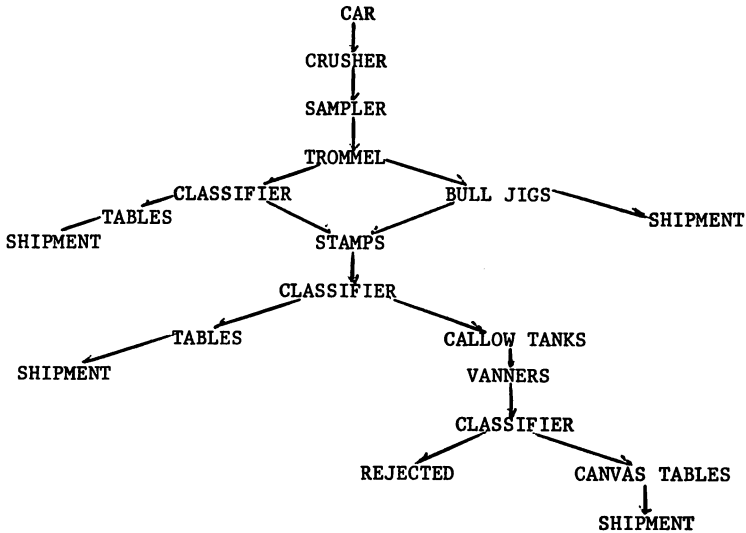 CAR
CRUSHER
SAMPLER
TROMMEL
CLASSIFIER
BULL JIGS
TABLES
SHIPMENT
SHIPMENT
STAMPS
CLASSIFIER
TABLES
CALLOW TANKS
SHIPMENT
VANNERS
CLASSIFIER
REJECTED
CANVAS TABLES
SHIPMENT